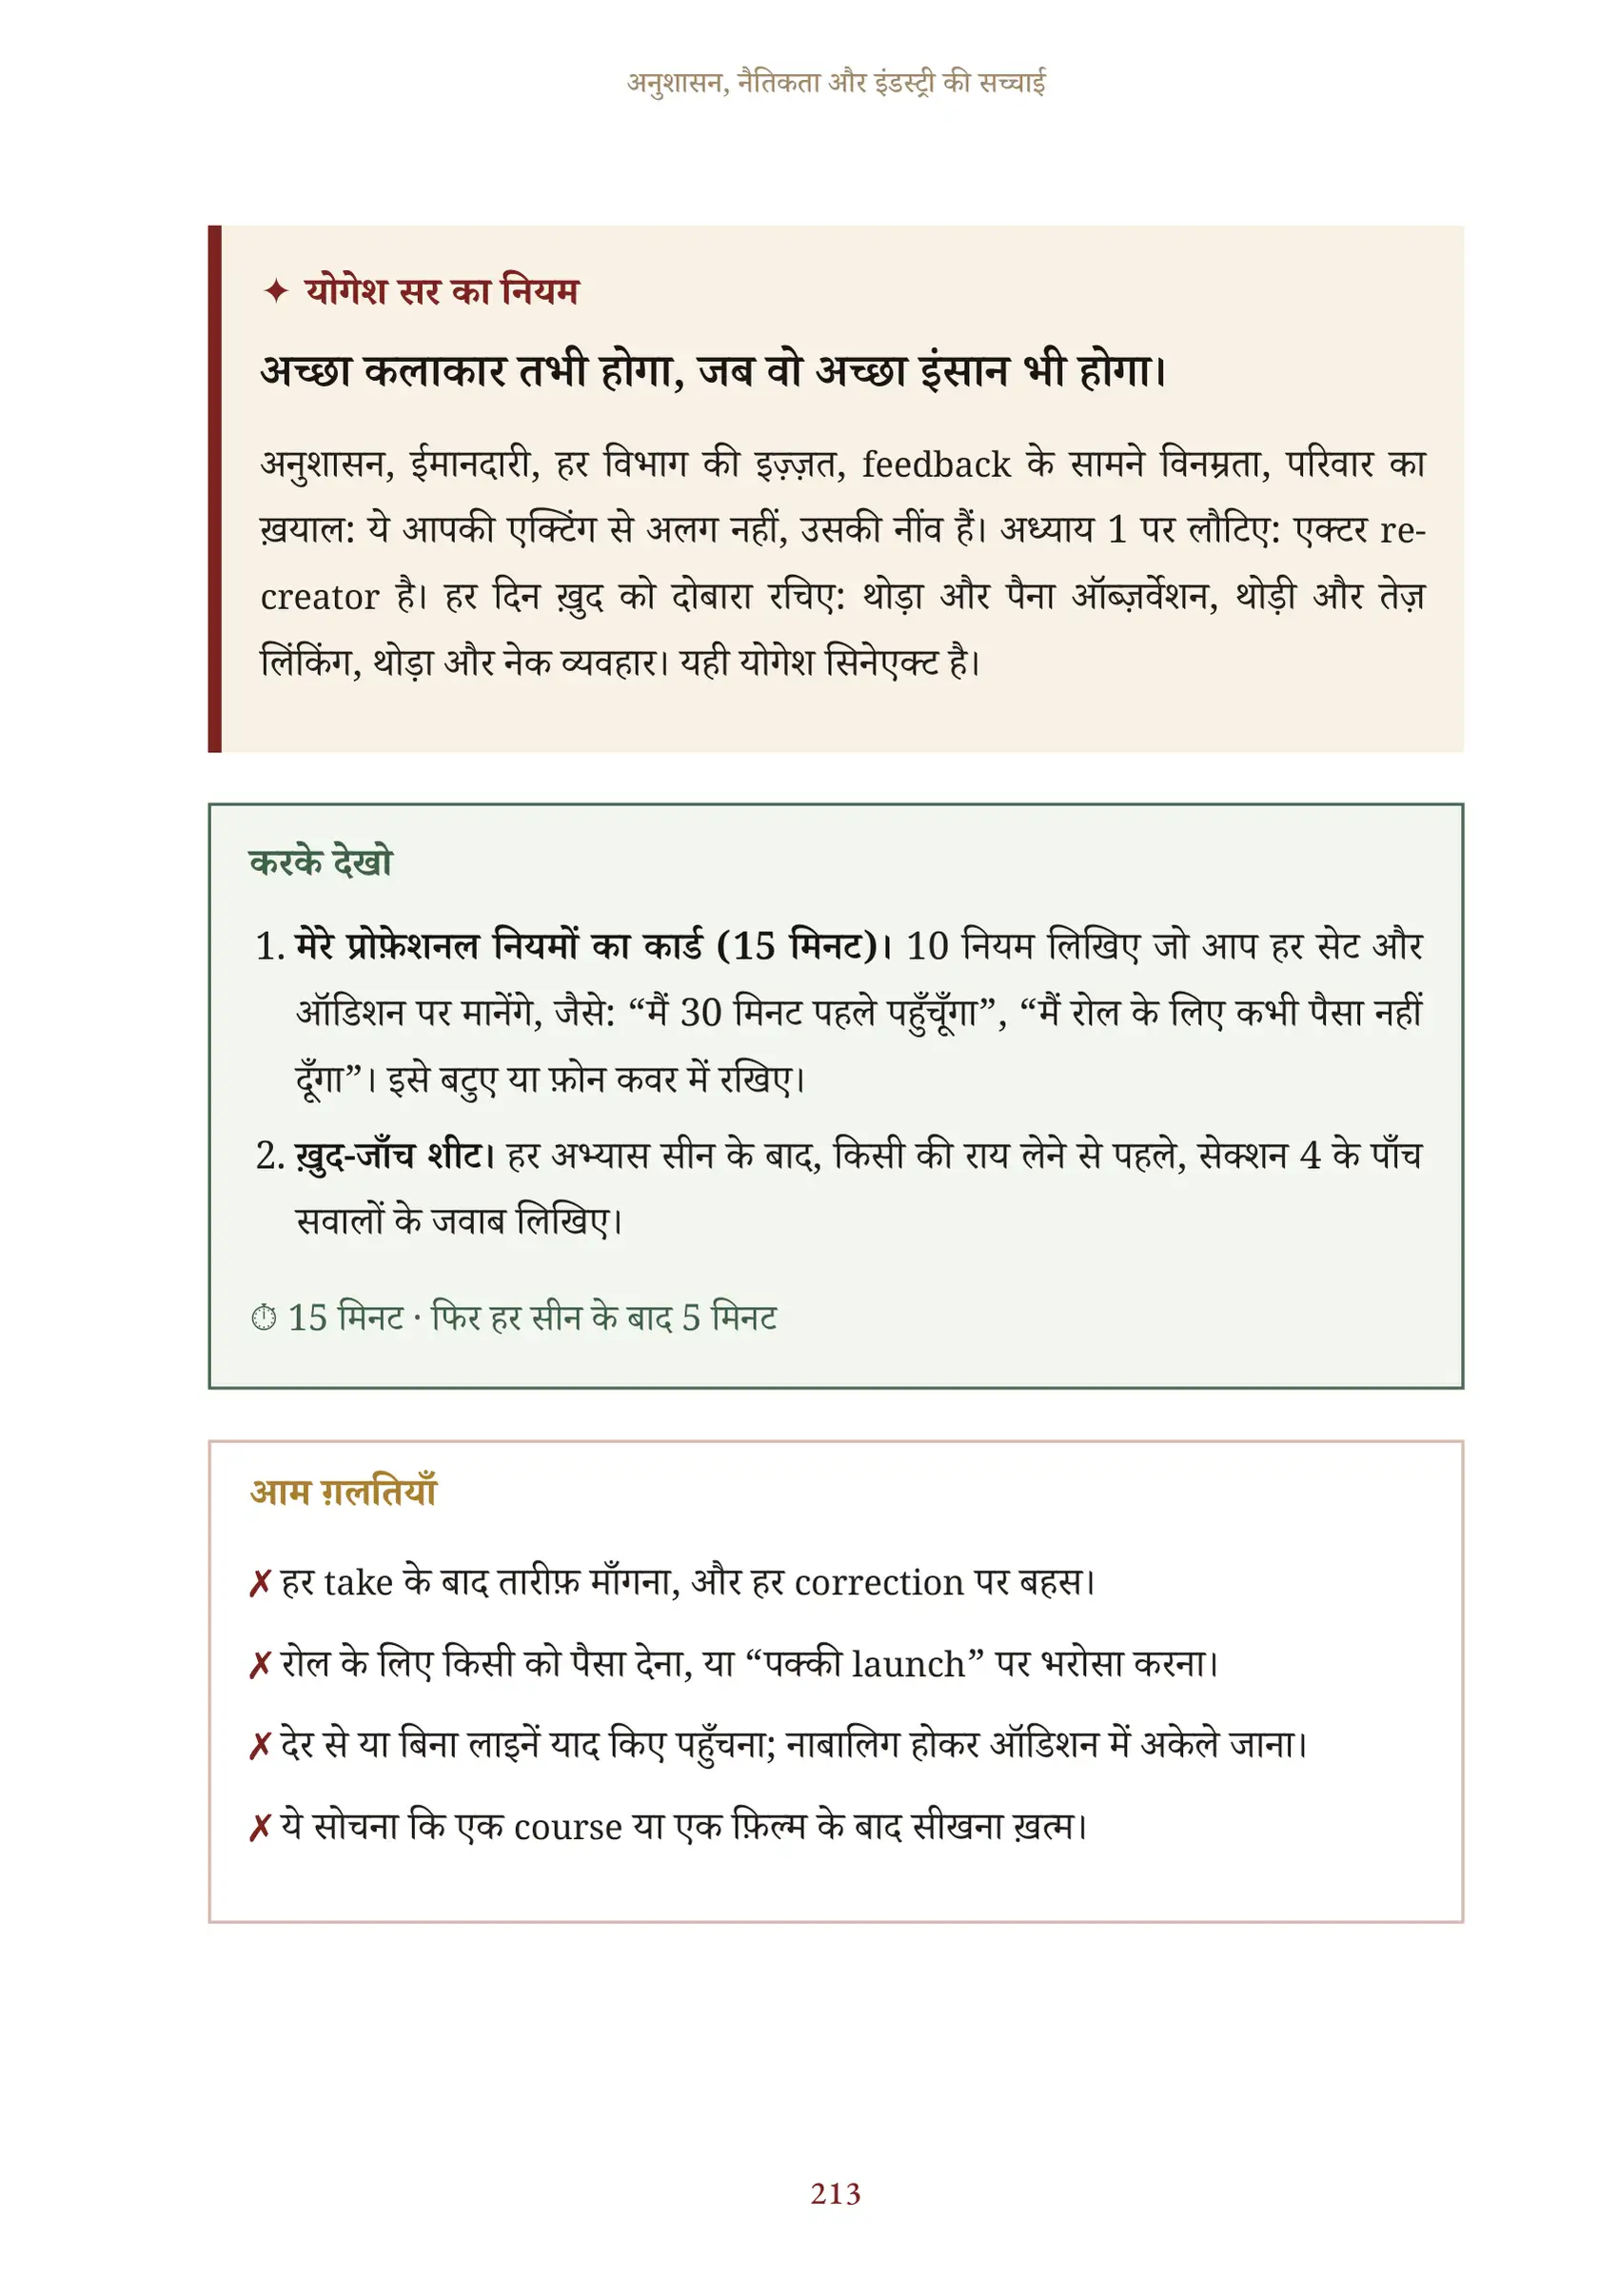 अनुशासन, नैतिकता और इंडस्ट्री की सच्चाई
✦ योगेश सर का नियम
अच्छा कलाकार तभी होगा, जब वो अच्छा इंसान भी होगा।
अनुशासन, ईमानदारी, हर विभाग की इज़्ज़त, feedback के सामने विनम्रता, परिवार का
ख़याल: ये आपकी एक्टिंग से अलग नहीं, उसकी नींव हैं। अध्याय 1 पर लौटिए: एक्टर re-
creator है। हर दिन ख़ुद को दोबारा रचिए: थोड़ा और पैना ऑब्ज़र्वेशन, थोड़ी और तेज़
लिंकिंग, थोड़ा और नेक व्यवहार। यही योगेश सिनेएक्ट है।
करके देखो
1. मेरे प्रोफ़ेशनल नियमों का कार्ड (15 मिनट)। 10 नियम लिखिए जो आप हर सेट और
ऑडिशन पर मानेंगे, जैसे: “मैं 30 मिनट पहले पहुँचूँगा”, “मैं रोल के लिए कभी पैसा नहीं
दूँगा”। इसे बटुए या फ़ोन कवर में रखिए।
2. ख़ुद-जाँच शीट। हर अभ्यास सीन के बाद, किसी की राय लेने से पहले, सेक्शन 4 के पाँच
सवालों के जवाब लिखिए।
⏱ 15 मिनट · फिर हर सीन के बाद 5 मिनट
आम ग़लतियाँ
✗ हर take के बाद तारीफ़ माँगना, और हर correction पर बहस।
✗ रोल के लिए किसी को पैसा देना, या “पक्की launch” पर भरोसा करना।
✗ देर से या बिना लाइनें याद किए पहुँचना; नाबालिग होकर ऑडिशन में अकेले जाना।
✗ ये सोचना कि एक course या एक फ़िल्म के बाद सीखना ख़त्म।
213